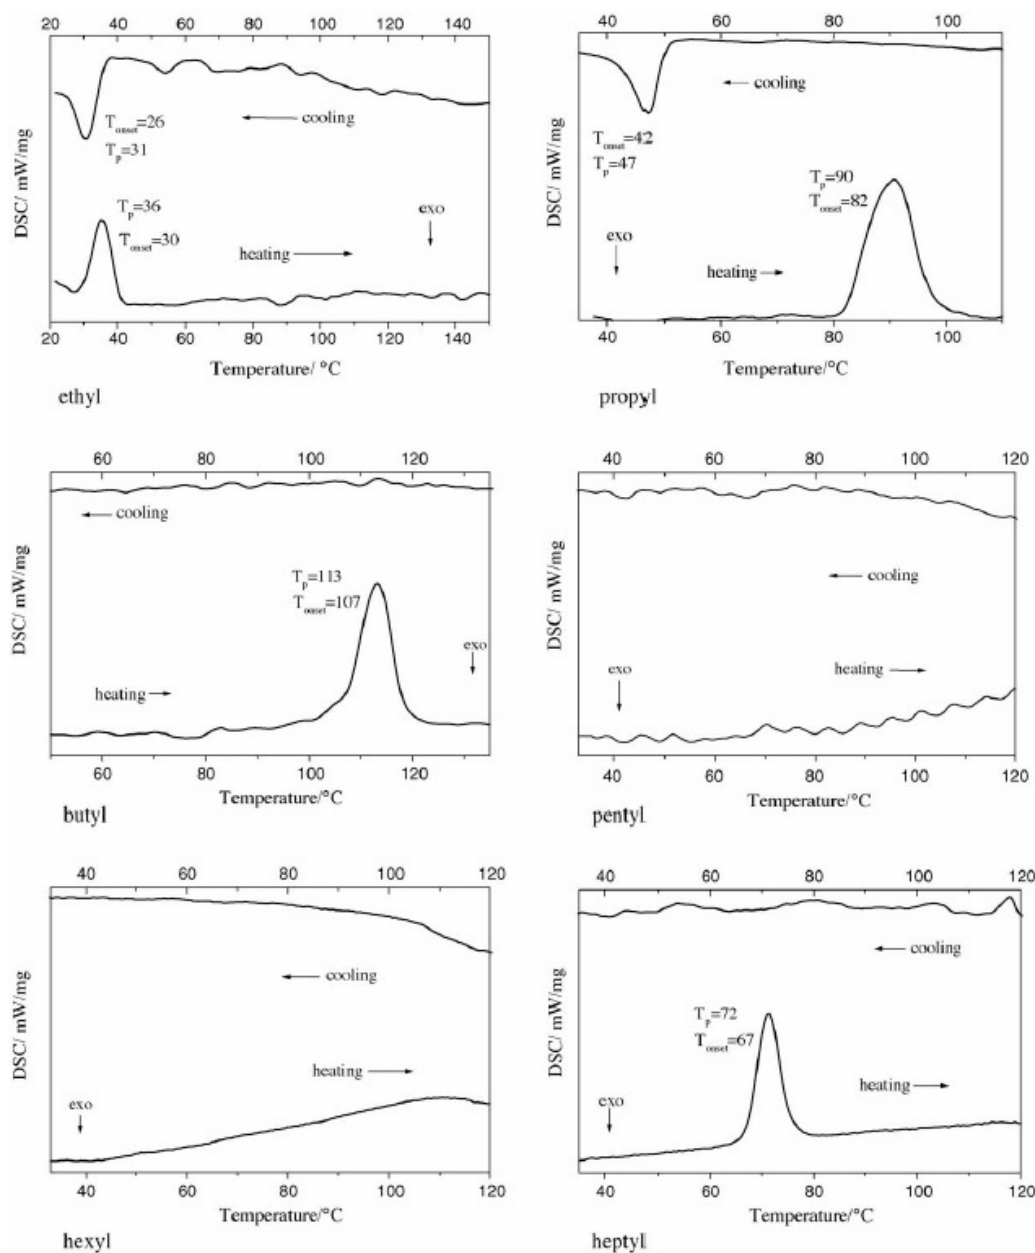 20 40 60 80 100 120 140
DSC/ mW/mg
cooling
T_onset=26
T_p=31
T_p=36
T_onset=30
exo
heating
20 40 60 80 100 120 140
Temperature/ °C
ethyl
40 60 80 100
DSC/ mW/mg
cooling
T_onset=42
T_p=47
T_p=90
T_onset=82
exo
heating
40 60 80 100
Temperature/ °C
propyl
60 80 100 120
DSC/ mW/mg
cooling
T_p=113
T_onset=107
exo
heating
60 80 100 120
Temperature/°C
butyl
40 60 80 100 120
DSC/ mW/mg
cooling
heating
exo
40 60 80 100 120
Temperature/°C
pentyl
40 60 80 100 120
DSC/ mW/mg
cooling
heating
exo
40 60 80 100 120
Temperature/°C
hexyl
40 60 80 100 120
DSC/ mW/mg
cooling
T_p=72
T_onset=67
heating
exo
40 60 80 100 120
Temperature/°C
heptyl